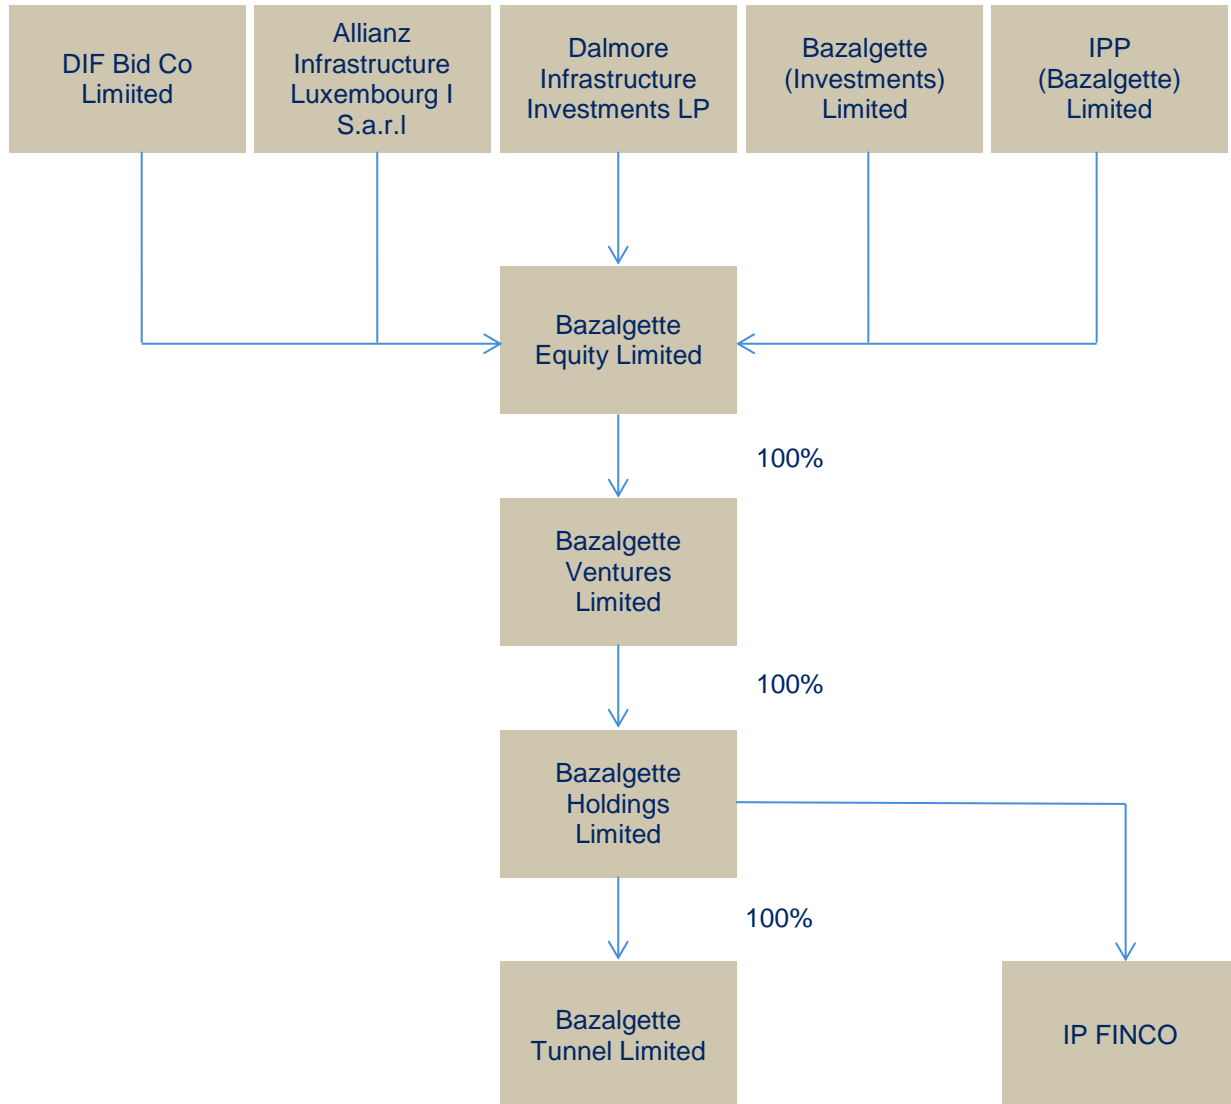 DIF Bid Co
Limiited
Allianz
Infrastructure
Luxembourg I
S.a.r.l
Dalmore
Infrastructure
Investments LP
Bazalgette
(Investments)
Limited
IPP
(Bazalgette)
Limited
Bazalgette
Equity Limited
100%
Bazalgette
Ventures
Limited
100%
Bazalgette
Holdings
Limited
100%
Bazalgette
Tunnel Limited
IP FINCO